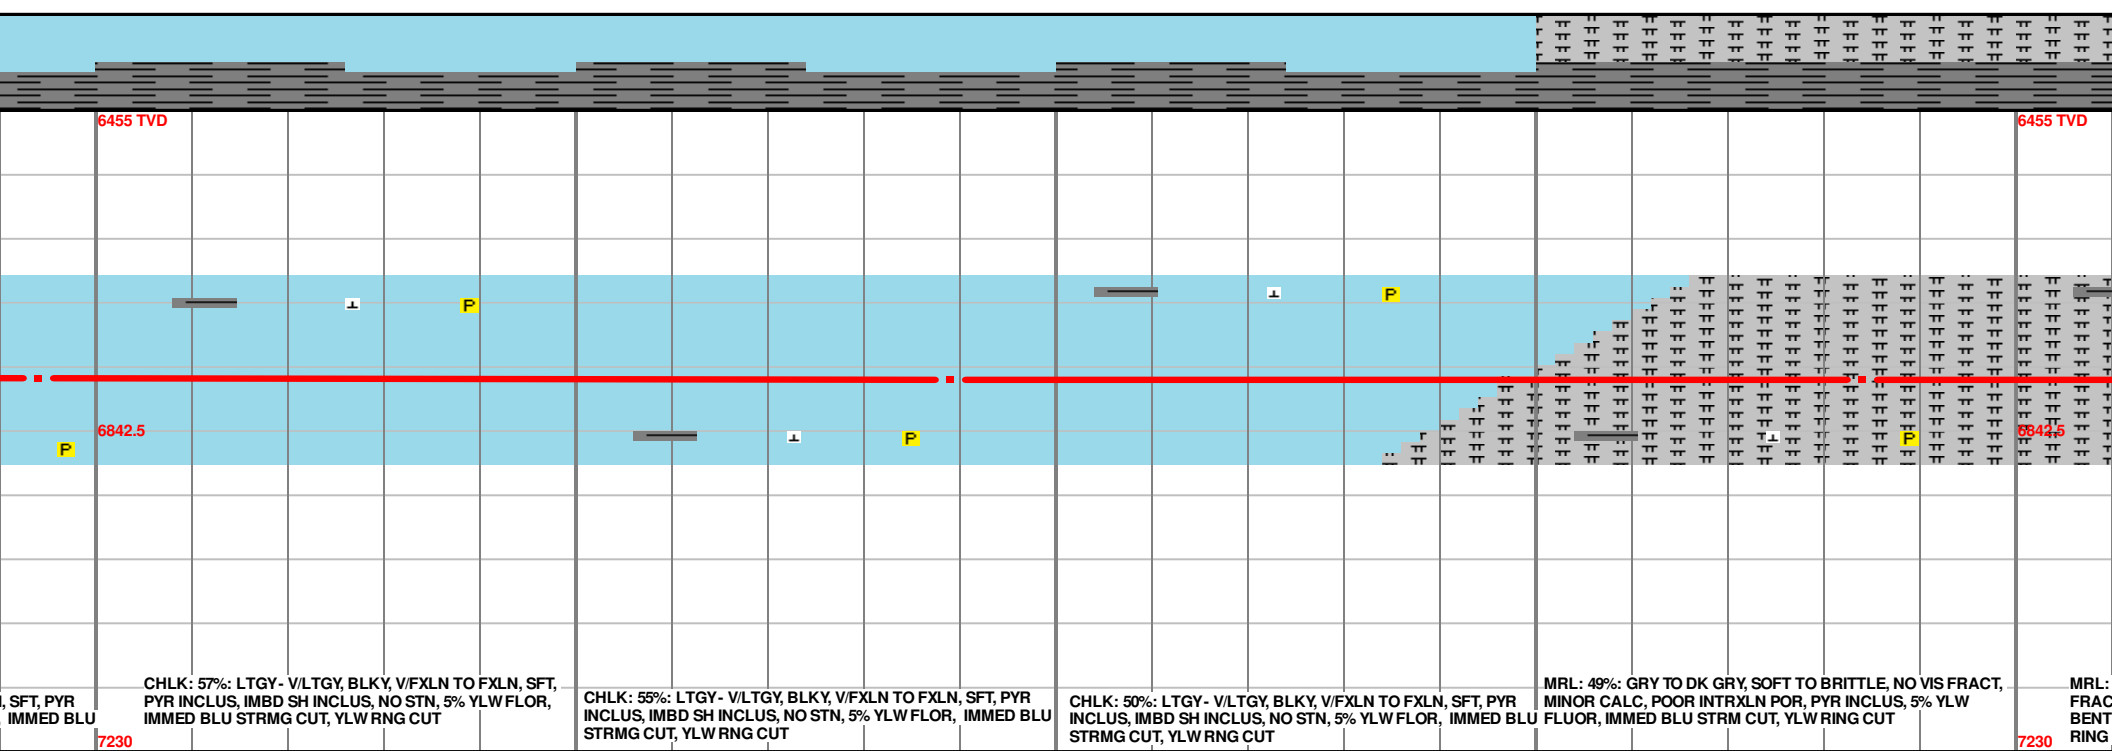 6455 TVD
6455 TVD
P
P
P
6842.5
P
P
6842.5
P
, SFT, PYR
IMMED BLU
CHLK: 57%: LTGY- V/LTGY, BLKY, V/FXLN TO FXLN, SFT,
PYR INCLUS, IMBD SH INCLUS, NO STN, 5% YLW FLOR,
IMMED BLU STRMG CUT, YLW RNG CUT
CHLK: 55%: LTGY- V/LTGY, BLKY, V/FXLN TO FXLN, SFT, PYR
INCLUS, IMBD SH INCLUS, NO STN, 5% YLW FLOR,  IMMED BLU
STRMG CUT, YLW RNG CUT
CHLK: 50%: LTGY- V/LTGY, BLKY, V/FXLN TO FXLN, SFT, PYR
INCLUS, IMBD SH INCLUS, NO STN, 5% YLW FLOR,  IMMED BLU
STRMG CUT, YLW RNG CUT
MRL: 49%: GRY TO DK GRY, SOFT TO BRITTLE, NO VIS FRACT,
MINOR CALC, POOR INTRXLN POR, PYR INCLUS, 5% YLW
FLUOR, IMMED BLU STRM CUT, YLW RING CUT
MRL:
FRAC
BENT
RING
7230
7230